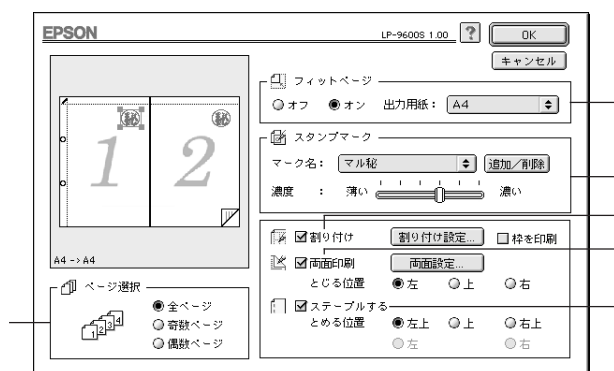 EPSON
LP-9600S 1.00 ? OK
キャンセル
フィットページ
オフ オン 出力用紙： A4
スタンプマーク
マーク名： マル秘 追加／削除
濃度 ： 薄い 濃い
1 2
㊙ ㊙
A4 -> A4
割り付け 割り付け設定... 枠を印刷
両面印刷 両面設定...
とじる位置 左 上 右
ステープルする
とめる位置 左上 上 右上
左 右
ページ選択
1 2 3 4
全ページ
奇数ページ
偶数ページ